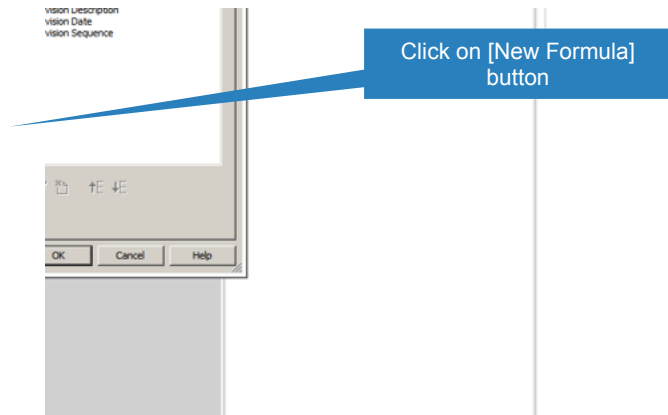 vision Description
vision Date
vision Sequence
Click on [New Formula]
button
OK Cancel Help